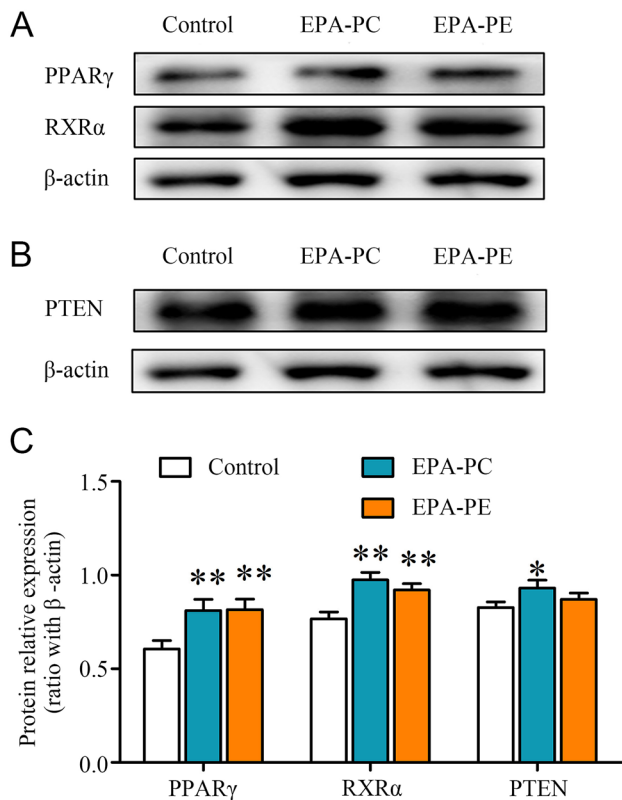 A
Control EPA-PC EPA-PE
PPARγ
RXRα
β-actin
B
Control EPA-PC EPA-PE
PTEN
β-actin
C
Control EPA-PC
EPA-PE
Protein relative expression
(ratio with β -actin)
1.5
1.0
0.5
0.0
** **
** **
*
PPARγ RXRα PTEN